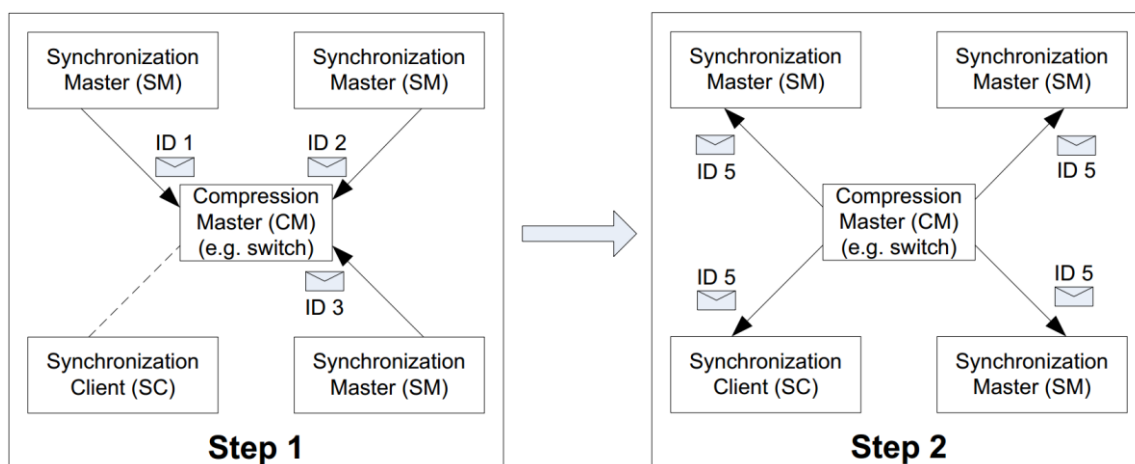 Synchronization
Master (SM)
Synchronization
Master (SM)
ID 1
ID 2
Compression
Master (CM)
(e.g. switch)
ID 3
Synchronization
Client (SC)
Synchronization
Master (SM)
Step 1
Synchronization
Master (SM)
Synchronization
Master (SM)
ID 5
ID 5
Compression
Master (CM)
(e.g. switch)
ID 5
ID 5
Synchronization
Client (SC)
Synchronization
Master (SM)
Step 2